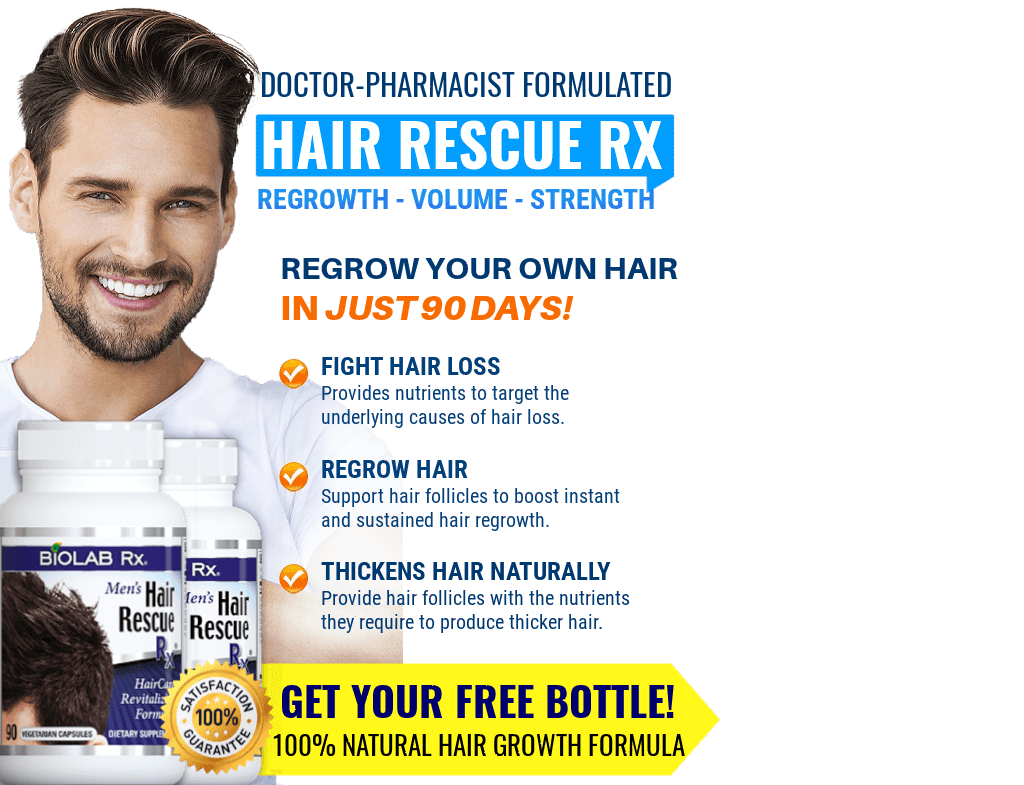 DOCTOR-PHARMACIST FORMULATED
HAIR RESCUE RX
REGROWTH - VOLUME - STRENGTH
REGROW YOUR OWN HAIR
IN JUST 90 DAYS!
FIGHT HAIR LOSS
Provides nutrients to target the
underlying causes of hair loss.
REGROW HAIR
Support hair follicles to boost instant
and sustained hair regrowth.
THICKENS HAIR NATURALLY
Provide hair follicles with the nutrients
they require to produce thicker hair.
GET YOUR FREE BOTTLE!
100% NATURAL HAIR GROWTH FORMULA
BiOLAB Rx®
Men's Hair
Rescue
Rx®
90 VEGETARIAN CAPSULES
DIETARY
Rx®
Hair
Rescue
Rx®
SATISFACTION
100%
GUARANTEE